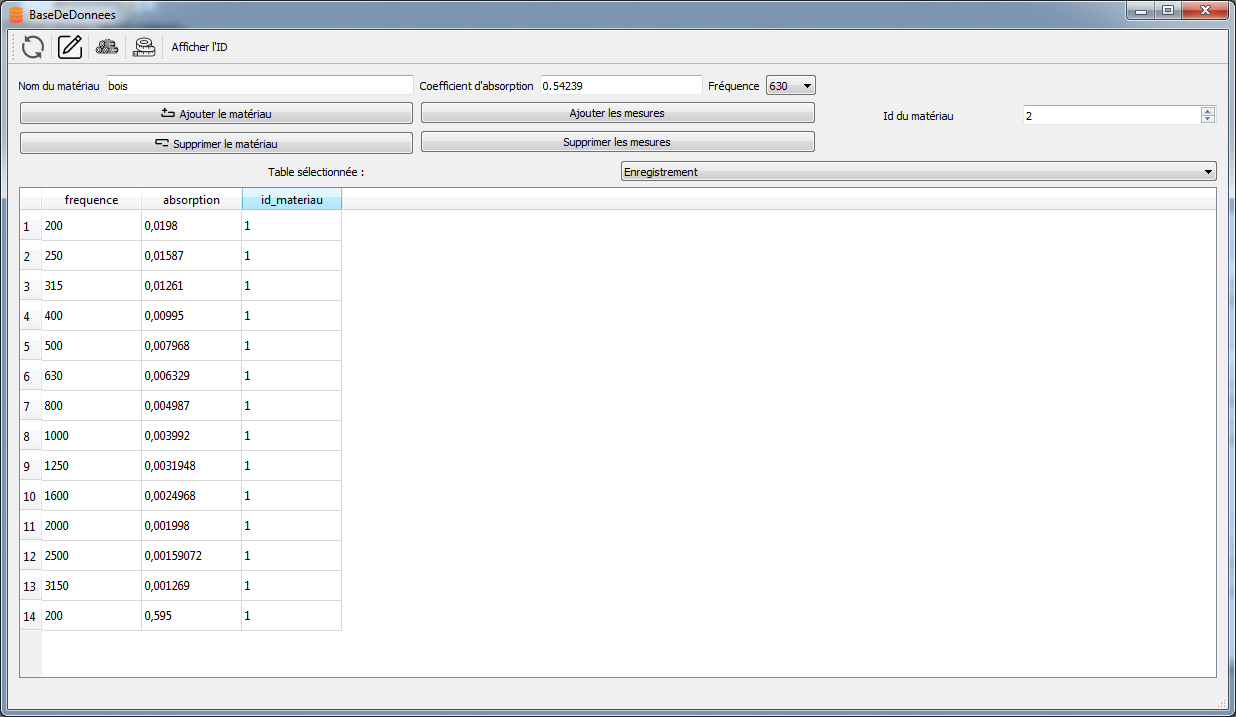 BaseDeDonnees
Afficher l'ID
Nom du matériau bois Coefficient d'absorption 0.54239 Fréquence 630
Ajouter le matériau Ajouter les mesures Id du matériau 2
Supprimer le matériau Supprimer les mesures
Table sélectionnée : Enregistrement
frequence absorption id_materiau
1 200 0,0198 1
2 250 0,01587 1
3 315 0,01261 1
4 400 0,00995 1
5 500 0,007968 1
6 630 0,006329 1
7 800 0,004987 1
8 1000 0,003992 1
9 1250 0,0031948 1
10 1600 0,0024968 1
11 2000 0,001998 1
12 2500 0,00159072 1
13 3150 0,001269 1
14 200 0,595 1